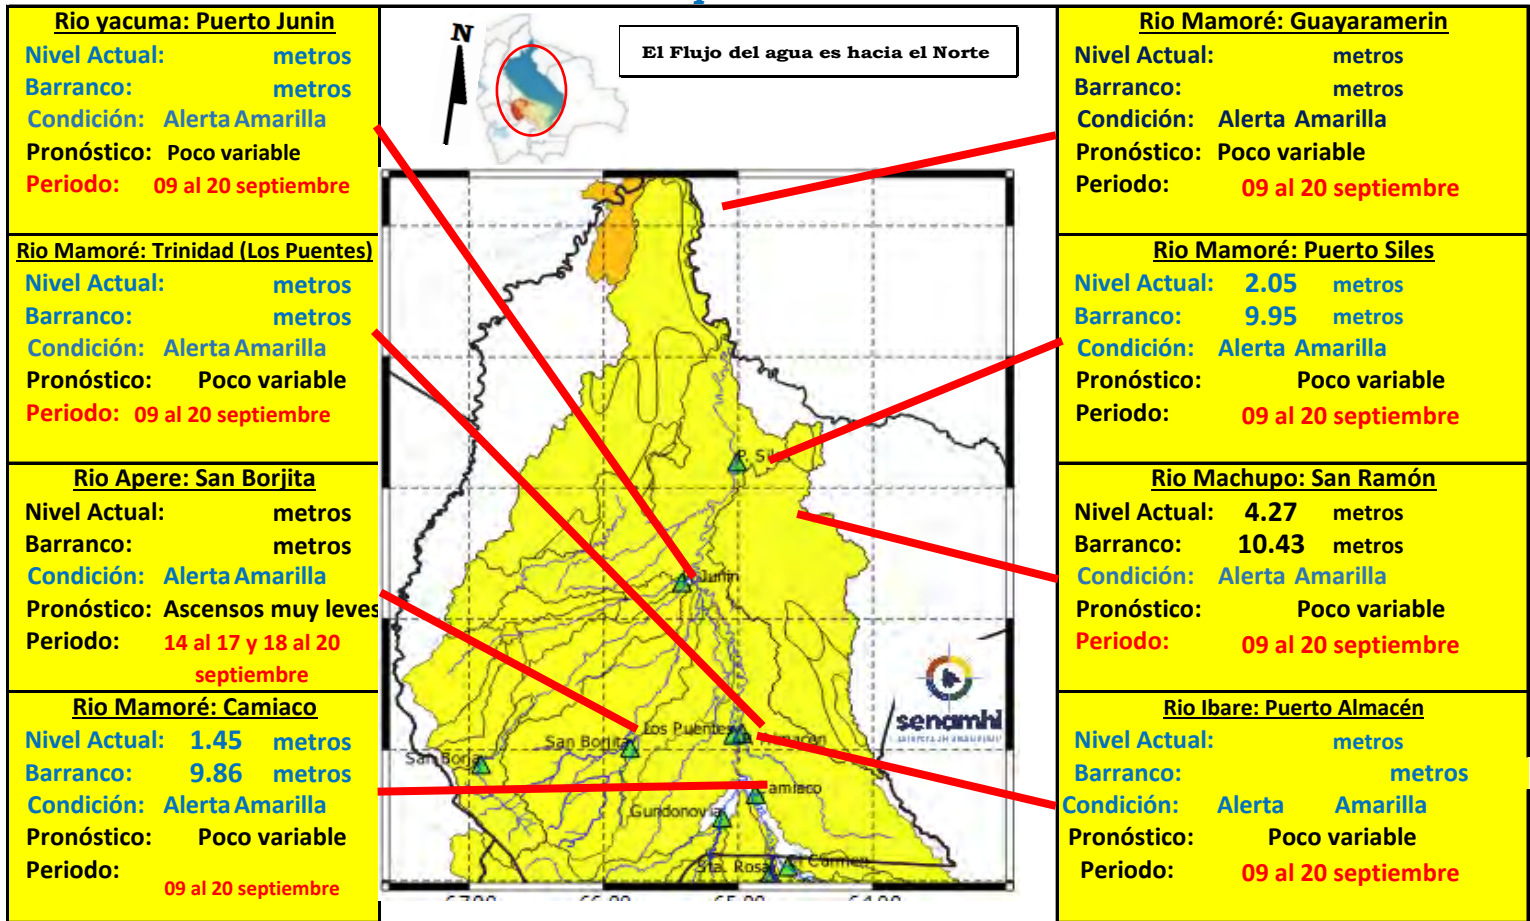 Rio yacuma: Puerto Junin
Nivel Actual: metros
Barranco: metros
Condición: Alerta Amarilla
Pronóstico: Poco variable
Periodo: 09 al 20 septiembre
Rio Mamoré: Trinidad (Los Puentes)
Nivel Actual: metros
Barranco: metros
Condición: Alerta Amarilla
Pronóstico: Poco variable
Periodo: 09 al 20 septiembre
Rio Apere: San Borjita
Nivel Actual: metros
Barranco: metros
Condición: Alerta Amarilla
Pronóstico: Ascensos muy leves
Periodo: 14 al 17 y 18 al 20
septiembre
Rio Mamoré: Camiaco
Nivel Actual: 1.45 metros
Barranco: 9.86 metros
Condición: Alerta Amarilla
Pronóstico: Poco variable
Periodo:
09 al 20 septiembre
N
El Flujo del agua es hacia el Norte
P. Siles
Junin
Los Puentes
P. Almacén
San Borjita
San Borja
Camiaco
Gundonovia
Sta. Rosa
El Carmen
senamhi
Rio Mamoré: Guayaramerin
Nivel Actual: metros
Barranco: metros
Condición: Alerta Amarilla
Pronóstico: Poco variable
Periodo: 09 al 20 septiembre
Rio Mamoré: Puerto Siles
Nivel Actual: 2.05 metros
Barranco: 9.95 metros
Condición: Alerta Amarilla
Pronóstico: Poco variable
Periodo: 09 al 20 septiembre
Rio Machupo: San Ramón
Nivel Actual: 4.27 metros
Barranco: 10.43 metros
Condición: Alerta Amarilla
Pronóstico: Poco variable
Periodo: 09 al 20 septiembre
Rio Ibare: Puerto Almacén
Nivel Actual: metros
Barranco: metros
Condición: Alerta Amarilla
Pronóstico: Poco variable
Periodo: 09 al 20 septiembre